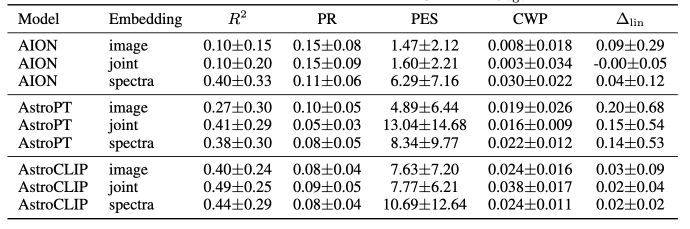 Model Embedding R² PR PES CWP Δlin
AION image 0.10±0.15 0.15±0.08 1.47±2.12 0.008±0.018 0.09±0.29
AION joint 0.10±0.20 0.15±0.09 1.60±2.21 0.003±0.034 -0.00±0.05
AION spectra 0.40±0.33 0.11±0.06 6.29±7.16 0.030±0.022 0.04±0.12
AstroPT image 0.27±0.30 0.10±0.05 4.89±6.44 0.019±0.026 0.20±0.68
AstroPT joint 0.41±0.29 0.05±0.03 13.04±14.68 0.016±0.009 0.15±0.54
AstroPT spectra 0.38±0.30 0.08±0.05 8.34±9.77 0.022±0.012 0.14±0.53
AstroCLIP image 0.40±0.24 0.08±0.04 7.63±7.20 0.024±0.016 0.03±0.09
AstroCLIP joint 0.49±0.25 0.09±0.05 7.77±6.21 0.038±0.017 0.02±0.04
AstroCLIP spectra 0.44±0.29 0.08±0.04 10.69±12.64 0.024±0.011 0.02±0.02